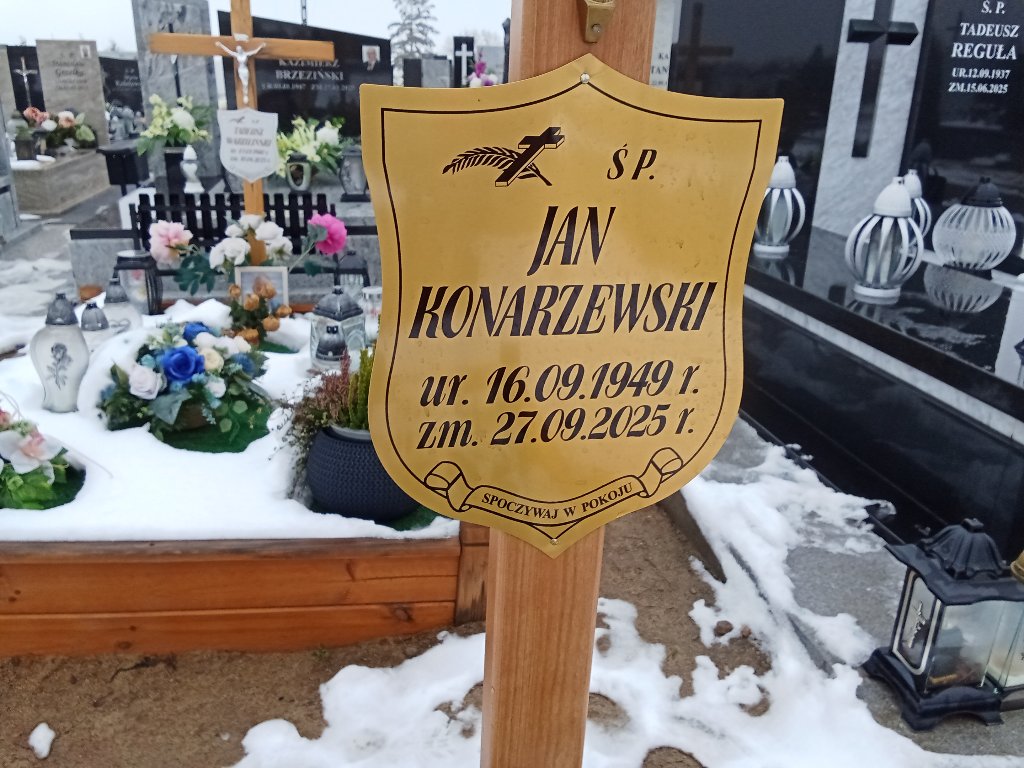 Ś P.
JAN
KONARZEWSKI
ur. 16.09.1949 r.
zm. 27.09.2025 r.
SPOCZYWAJ W POKOJU
Ś. P.
TADEUSZ
REGUŁA
UR.12.09.1937
ZM.15.06.2025
KAZIMIERZ
BRZEZIŃSKI